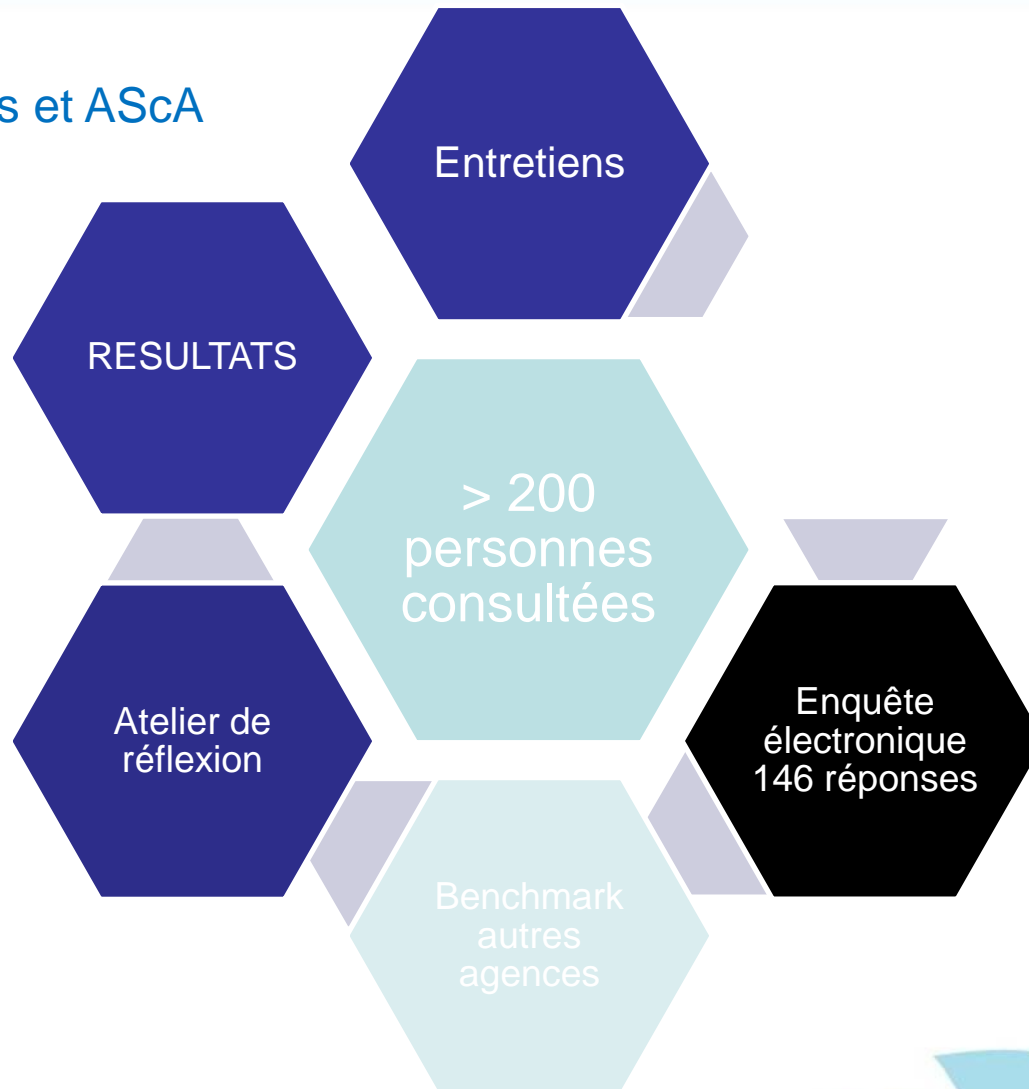 s et AScA
Entretiens
RESULTATS
> 200
personnes
consultées
Enquête
électronique
146 réponses
Atelier de
réflexion
Benchmark
autres
agences